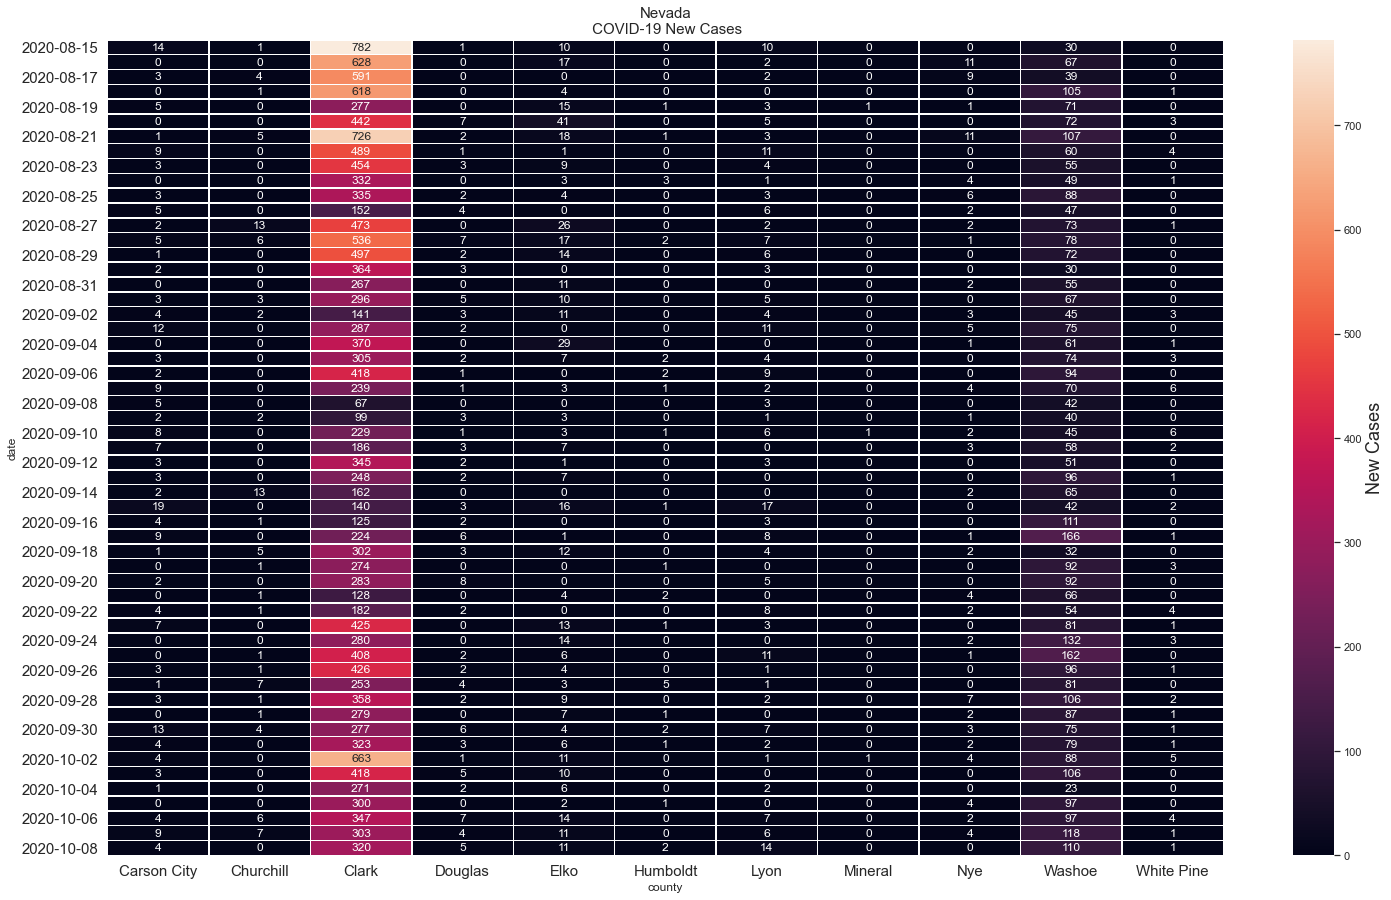 Nevada
COVID-19 New Cases
2020-08-15 14 1 782 1 10 0 10 0 0 30 0
0 0 628 0 17 0 2 0 11 67 0
2020-08-17 3 4 591 0 0 0 2 0 9 39 0
0 1 618 0 4 0 0 0 0 105 1
2020-08-19 5 0 277 0 15 1 3 1 1 71 0
0 0 442 7 41 0 5 0 0 72 3
2020-08-21 1 5 726 2 18 1 3 0 11 107 0
9 0 489 1 1 0 11 0 0 60 4
2020-08-23 3 0 454 3 9 0 4 0 0 55 0
0 0 332 0 3 3 1 0 4 49 1
2020-08-25 3 0 335 2 4 0 3 0 6 88 0
5 0 152 4 0 0 6 0 2 47 0
2020-08-27 2 13 473 0 26 0 2 0 2 73 1
5 6 536 7 17 2 7 0 1 78 0
2020-08-29 1 0 497 2 14 0 6 0 0 72 0
2 0 364 3 0 0 3 0 0 30 0
2020-08-31 0 0 267 0 11 0 0 0 2 55 0
3 3 296 5 10 0 5 0 0 67 0
2020-09-02 4 2 141 3 11 0 4 0 3 45 3
12 0 287 2 0 0 11 0 5 75 0
2020-09-04 0 0 370 0 29 0 0 0 1 61 1
3 0 305 2 7 2 4 0 0 74 3
2020-09-06 2 0 418 1 0 2 9 0 0 94 0
9 0 239 1 3 1 2 0 4 70 6
2020-09-08 5 0 67 0 0 0 3 0 0 42 0
2 2 99 3 3 0 1 0 1 40 0
2020-09-10 8 0 229 1 3 1 6 1 2 45 6
7 0 186 3 7 0 0 0 3 58 2
2020-09-12 3 0 345 2 1 0 3 0 0 51 0
3 0 248 2 7 0 0 0 0 96 1
2020-09-14 2 13 162 0 0 0 0 0 2 65 0
19 0 140 3 16 1 17 0 0 42 2
2020-09-16 4 1 125 2 0 0 3 0 0 111 0
9 0 224 6 1 0 8 0 1 166 1
2020-09-18 1 5 302 3 12 0 4 0 2 32 0
0 1 274 0 0 1 0 0 0 92 3
2020-09-20 2 0 283 8 0 0 5 0 0 92 0
0 1 128 0 4 2 0 0 4 66 0
2020-09-22 4 1 182 2 0 0 8 0 2 54 4
7 0 425 0 13 1 3 0 0 81 1
2020-09-24 0 0 280 0 14 0 0 0 2 132 3
0 1 408 2 6 0 11 0 1 162 0
2020-09-26 3 1 426 2 4 0 1 0 0 96 1
1 7 253 4 3 5 1 0 0 81 0
2020-09-28 3 1 358 2 9 0 2 0 7 106 2
0 1 279 0 7 1 0 0 2 87 1
2020-09-30 13 4 277 6 4 2 7 0 3 75 1
4 0 323 3 6 1 2 0 2 79 1
2020-10-02 4 0 663 1 11 0 1 1 4 88 5
3 0 418 5 10 0 0 0 0 106 0
2020-10-04 1 0 271 2 6 0 2 0 0 23 0
0 0 300 0 2 1 0 0 4 97 0
2020-10-06 4 6 347 7 14 0 7 0 2 97 4
9 7 303 4 11 0 6 0 4 118 1
2020-10-08 4 0 320 5 11 2 14 0 0 110 1
Carson City Churchill Clark Douglas Elko Humboldt Lyon Mineral Nye Washoe White Pine
county
date
700
600
500
400
300
200
100
0
New Cases